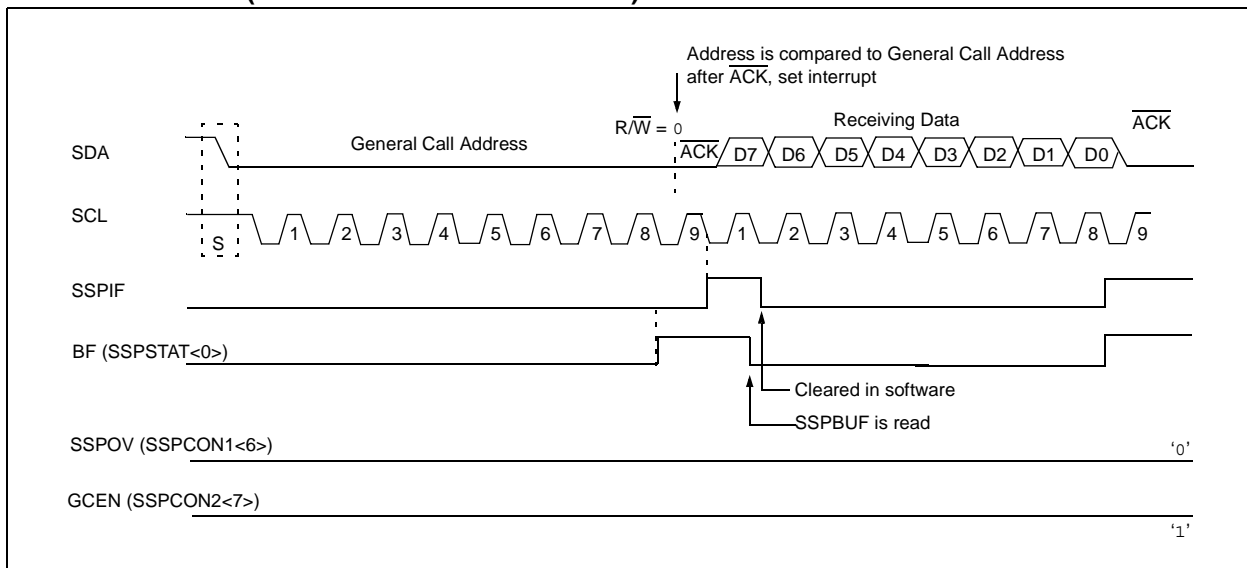 Address is compared to General Call Address
after ACK, set interrupt
R/W = 0
Receiving Data
ACK
SDA
General Call Address
ACK
D7 D6 D5 D4 D3 D2 D1 D0
SCL
S
1 2 3 4 5 6 7 8 9 1 2 3 4 5 6 7 8 9
SSPIF
BF (SSPSTAT<0>)
Cleared in software
SSPBUF is read
SSPOV (SSPCON1<6>)
‘0’
GCEN (SSPCON2<7>)
‘1’